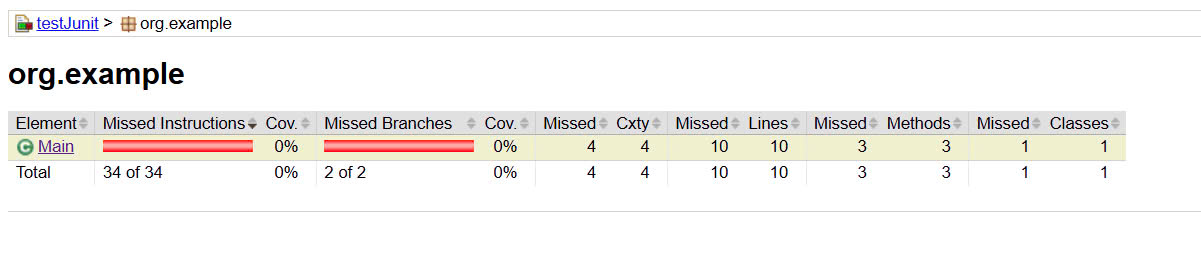 testJunit > org.example
org.example
Element Missed Instructions Cov. Missed Branches Cov. Missed Cxty Missed Lines Missed Methods Missed Classes
C Main 0% 0% 4 4 10 10 3 3 1 1
Total 34 of 34 0% 2 of 2 0% 4 4 10 10 3 3 1 1